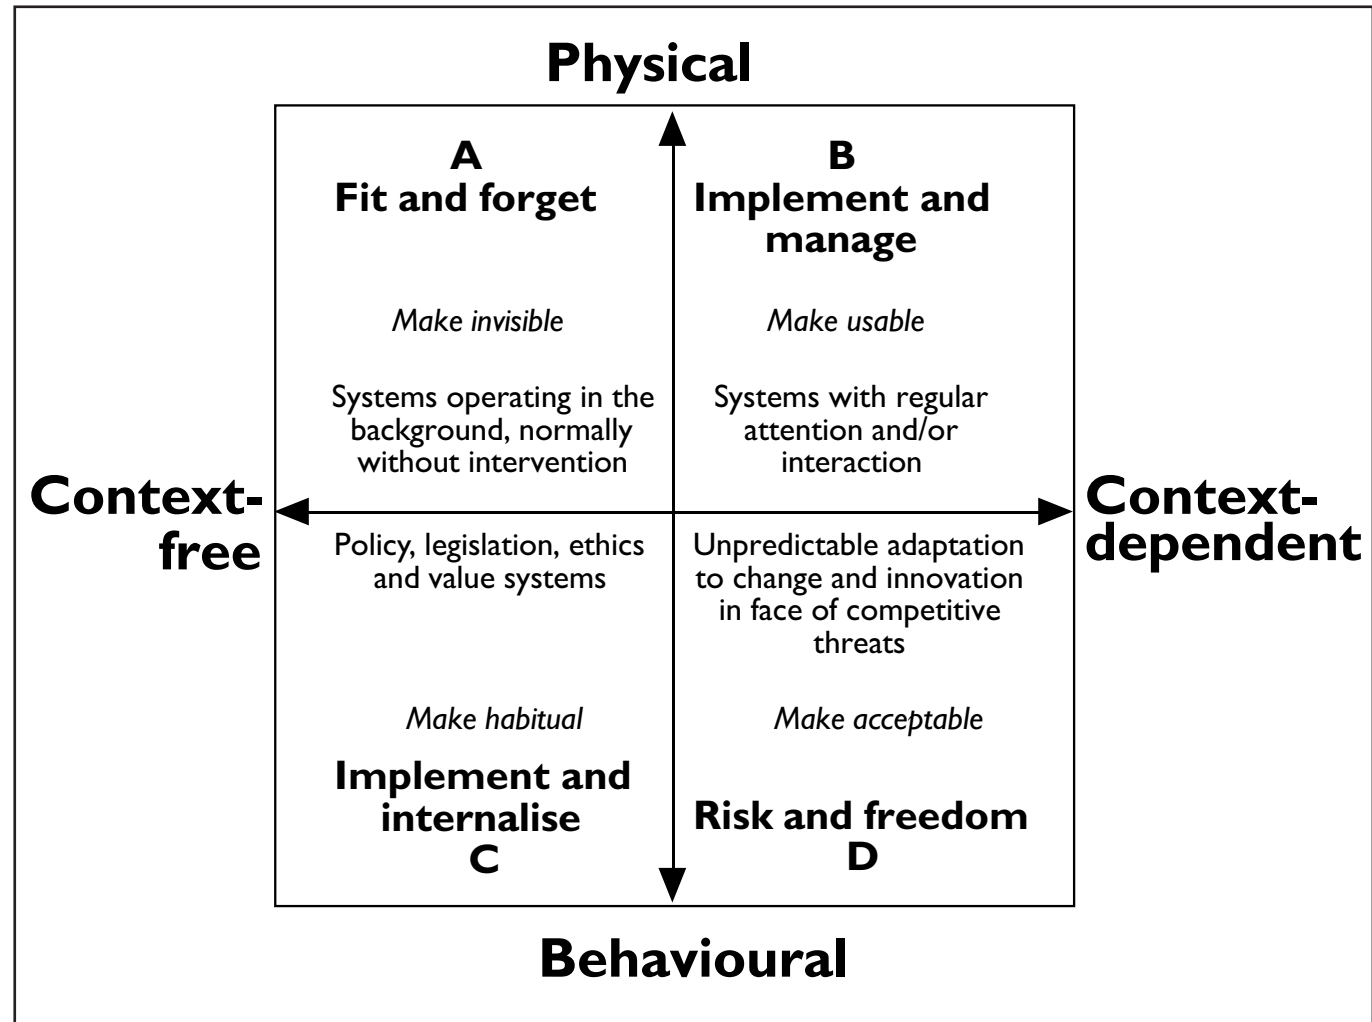 Physical
A
Fit and forget
Make invisible
Systems operating in the
background, normally
without intervention
B
Implement and
manage
Make usable
Systems with regular
attention and/or
interaction
Context-
free
Context-
dependent
Policy, legislation, ethics
and value systems
Make habitual
Implement and
internalise
C
Unpredictable adaptation
to change and innovation
in face of competitive
threats
Make acceptable
Risk and freedom
D
Behavioural